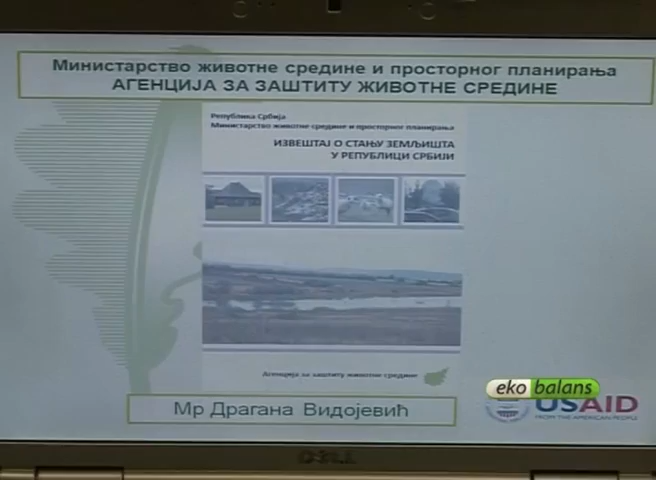 Министарство животне средине и просторног планирања
АГЕНЦИЈА ЗА ЗАШТИТУ ЖИВОТНЕ СРЕДИНЕ
Република Србија
Министарство животне средине и просторног планирања
ИЗВЕШТАЈ О СТАЊУ ЗЕМЉИШТА
У РЕПУБЛИЦИ СРБИЈИ
Агенција за заштиту животне средине
Мр Драгана Видојевић
eko balans
USAID
FROM THE AMERICAN PEOPLE
DELL